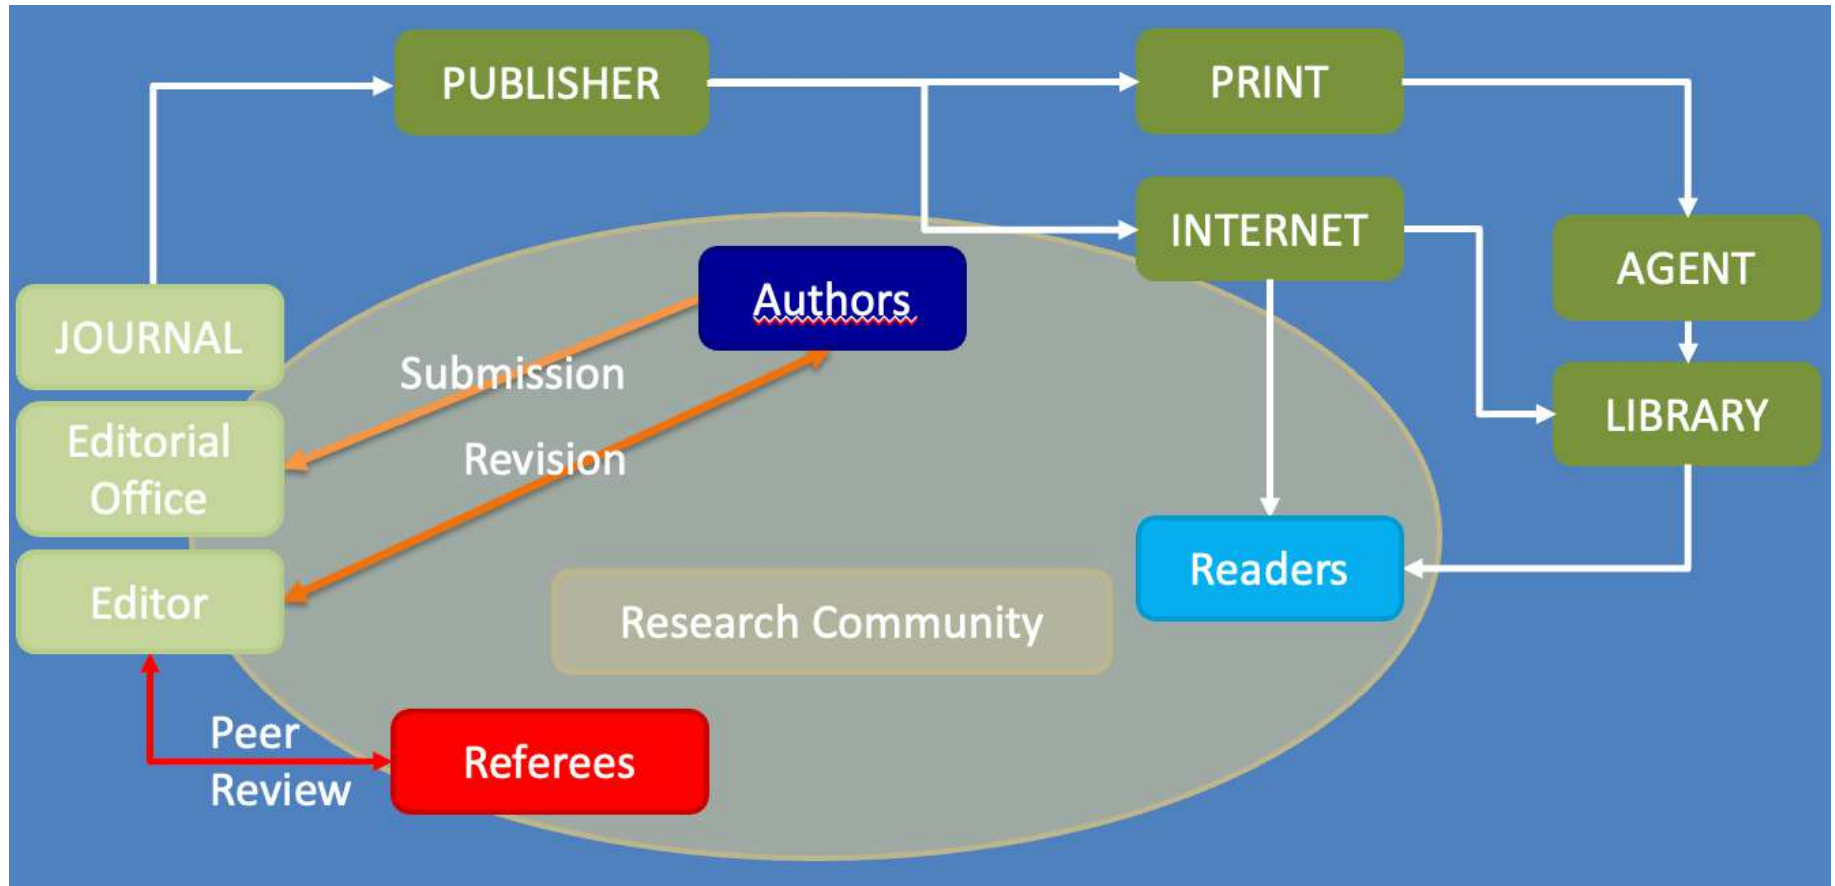 PUBLISHER
PRINT
INTERNET
AGENT
Authors
JOURNAL
Submission
LIBRARY
Editorial
Office
Revision
Readers
Editor
Research Community
Peer
Review
Referees